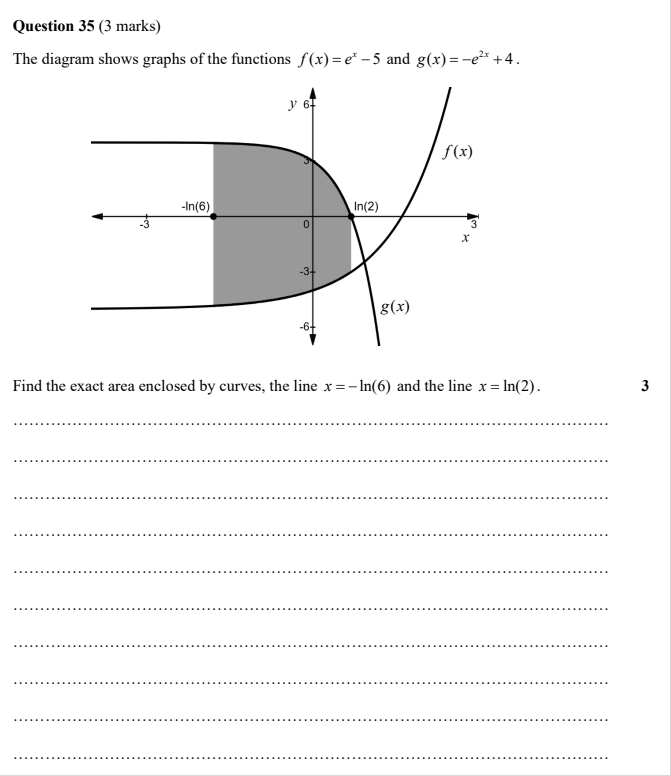 Question 35 (3 marks)
The diagram shows graphs of the functions f(x) = eˣ − 5 and g(x) = −e²ˣ + 4.
y 6
f(x)
3
-ln(6)
ln(2)
-3
0
3
x
-3
g(x)
-6
Find the exact area enclosed by curves, the line x = − ln(6) and the line x = ln(2). 3